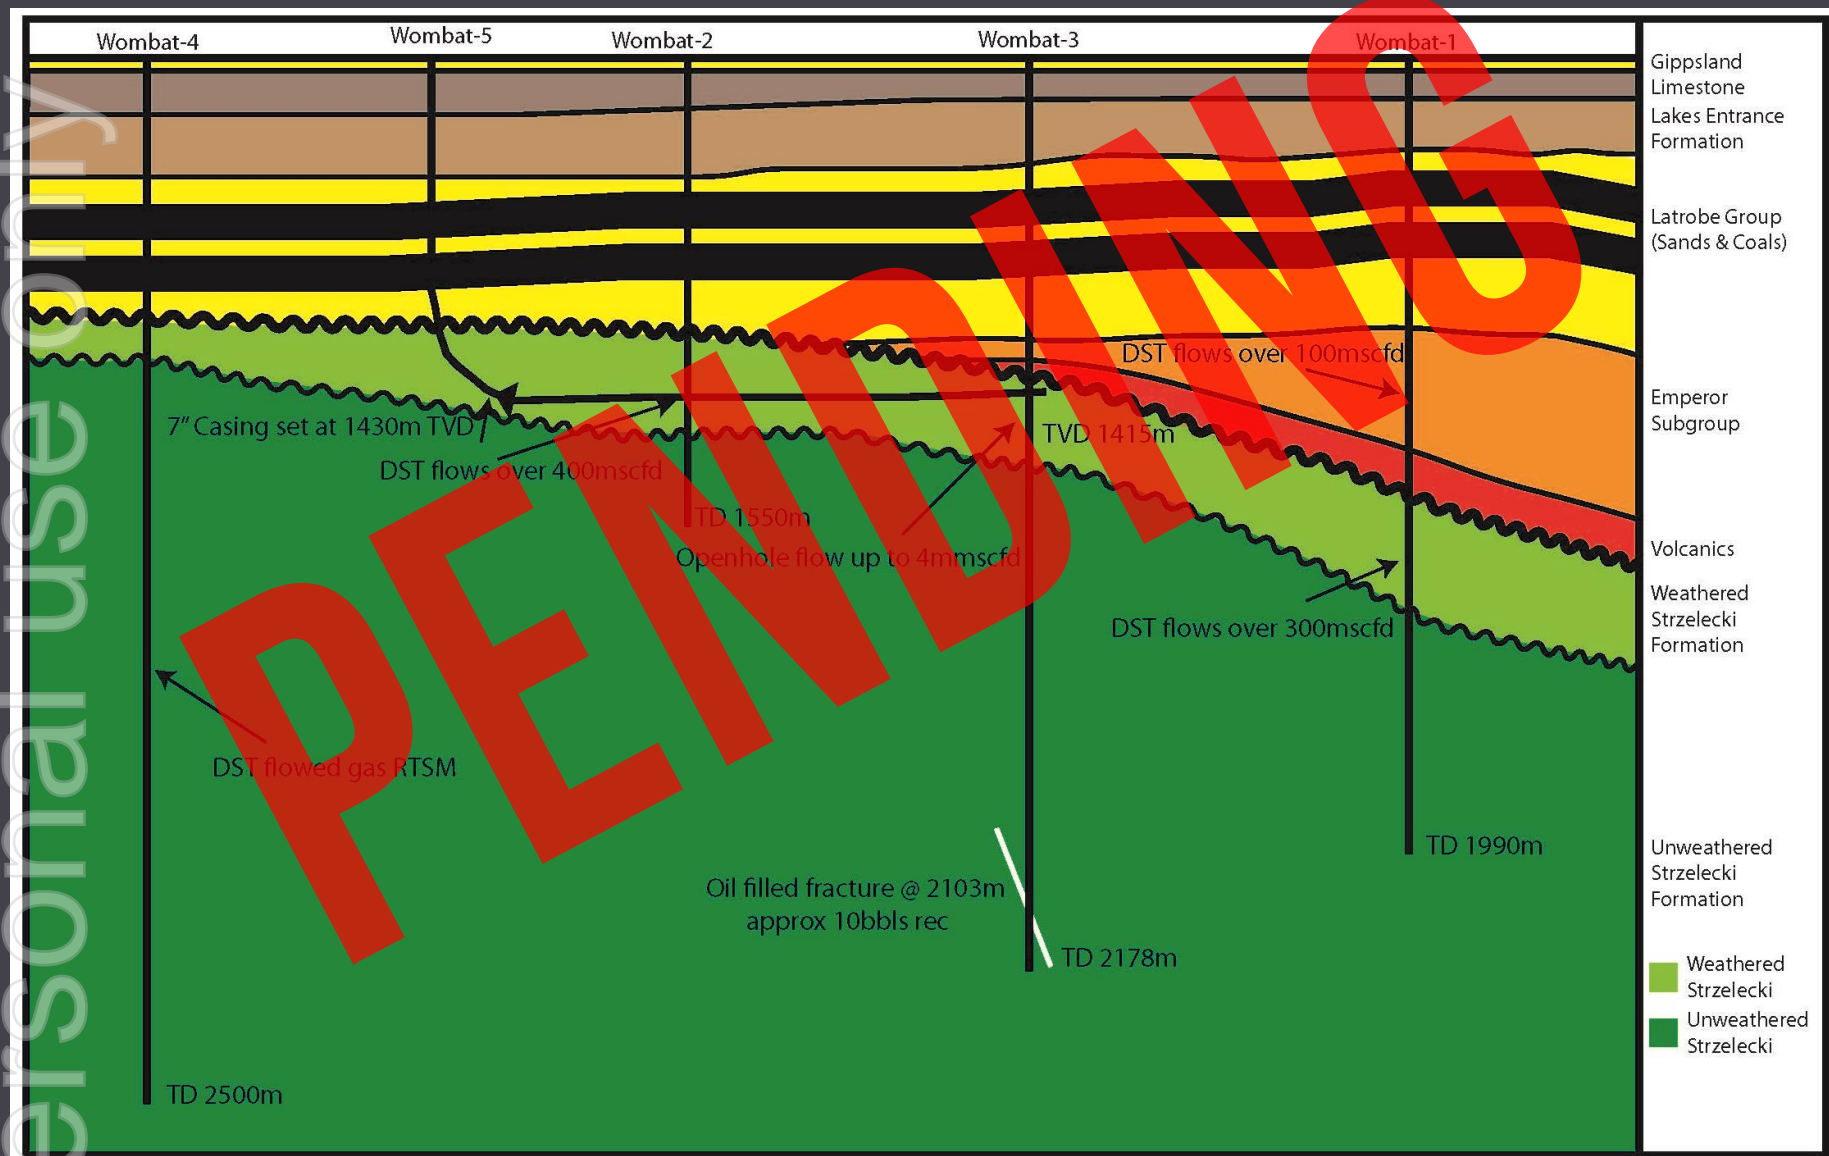 Wombat-4
Wombat-5
Wombat-2
Wombat-3
Wombat-1
Gippsland
Limestone
Lakes Entrance
Formation
Latrobe Group
(Sands & Coals)
DST flows over 100mscfd
Emperor
Subgroup
7" Casing set at 1430m TVD
TVD 1415m
DST flows over 400mscfd
TD 1550m
Openhole flow up to 4mmscfd
Volcanics
Weathered
Strzelecki
Formation
DST flows over 300mscfd
DST flowed gas RTSM
TD 1990m
Unweathered
Strzelecki
Formation
Oil filled fracture @ 2103m
approx 10bbls rec
TD 2178m
Weathered
Strzelecki
Unweathered
Strzelecki
TD 2500m
PENDING
ersonal use only